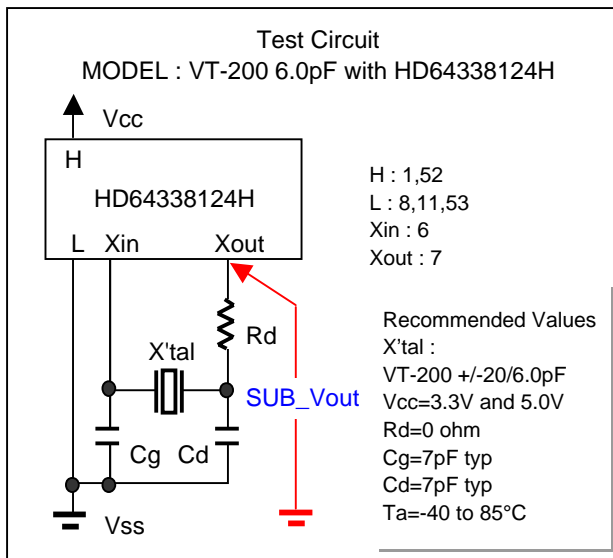 Test Circuit
MODEL : VT-200 6.0pF with HD64338124H
Vcc
H
HD64338124H
L Xin Xout
H : 1,52
L : 8,11,53
Xin : 6
Xout : 7
Rd
X'tal
SUB_Vout
Cg Cd
Vss
Recommended Values
X'tal :
VT-200 +/-20/6.0pF
Vcc=3.3V and 5.0V
Rd=0 ohm
Cg=7pF typ
Cd=7pF typ
Ta=-40 to 85°C